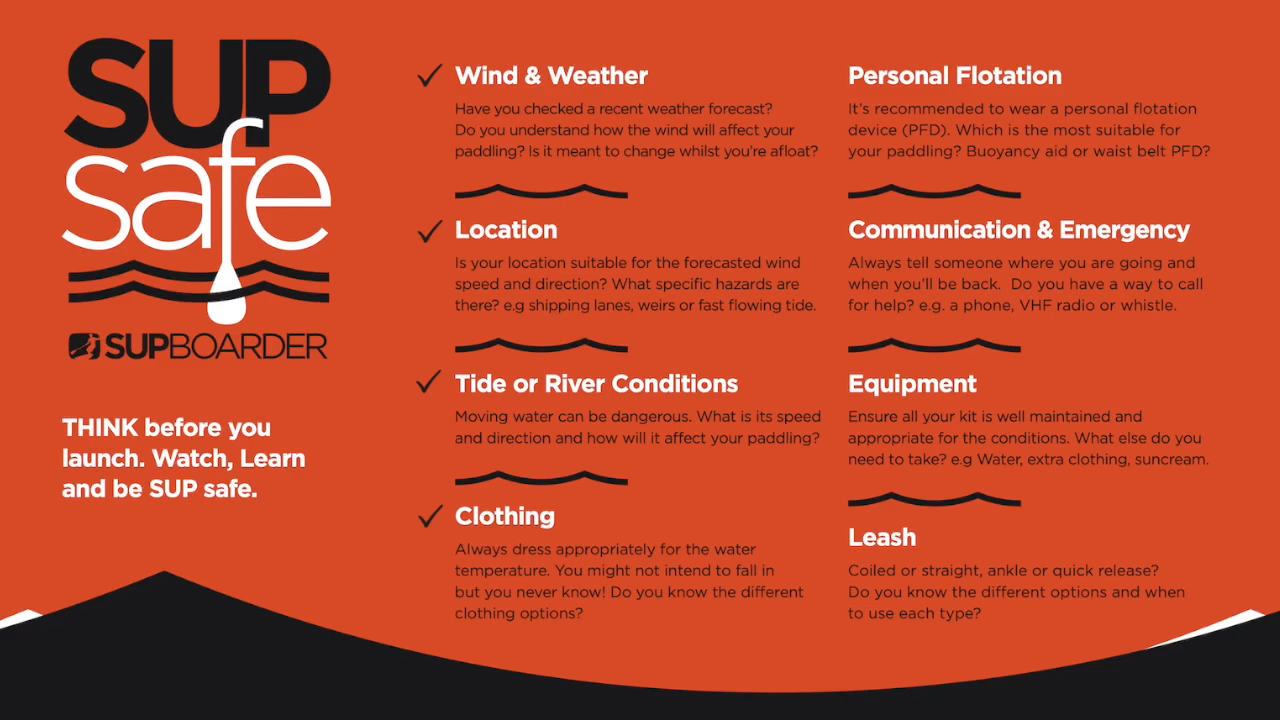 SUP
safe
SUPBOARDER
THINK before you
launch. Watch, Learn
and be SUP safe.
Wind & Weather
Have you checked a recent weather forecast?
Do you understand how the wind will affect your
paddling? Is it meant to change whilst you're afloat?
Location
Is your location suitable for the forecasted wind
speed and direction? What specific hazards are
there? e.g shipping lanes, weirs or fast flowing tide.
Tide or River Conditions
Moving water can be dangerous. What is its speed
and direction and how will it affect your paddling?
Clothing
Always dress appropriately for the water
temperature. You might not intend to fall in
but you never know! Do you know the different
clothing options?
Personal Flotation
It's recommended to wear a personal flotation
device (PFD). Which is the most suitable for
your paddling? Buoyancy aid or waist belt PFD?
Communication & Emergency
Always tell someone where you are going and
when you'll be back. Do you have a way to call
for help? e.g. a phone, VHF radio or whistle.
Equipment
Ensure all your kit is well maintained and
appropriate for the conditions. What else do you
need to take? e.g Water, extra clothing, suncream.
Leash
Coiled or straight, ankle or quick release?
Do you know the different options and when
to use each type?